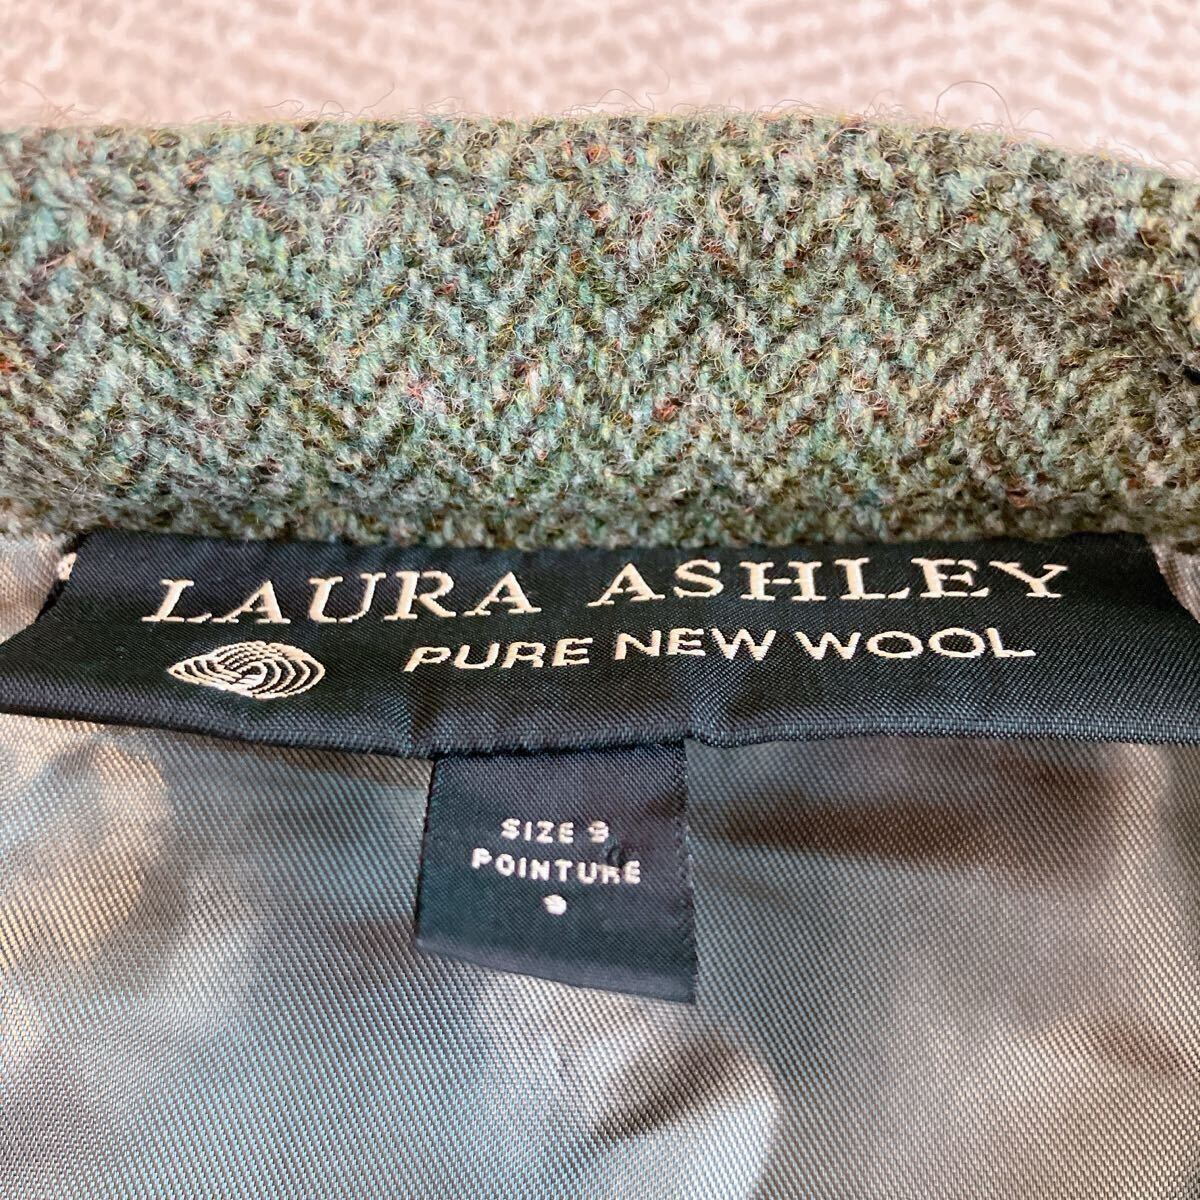 LAURA ASHLEY
PURE NEW WOOL
SIZE 9
POINTURE
9